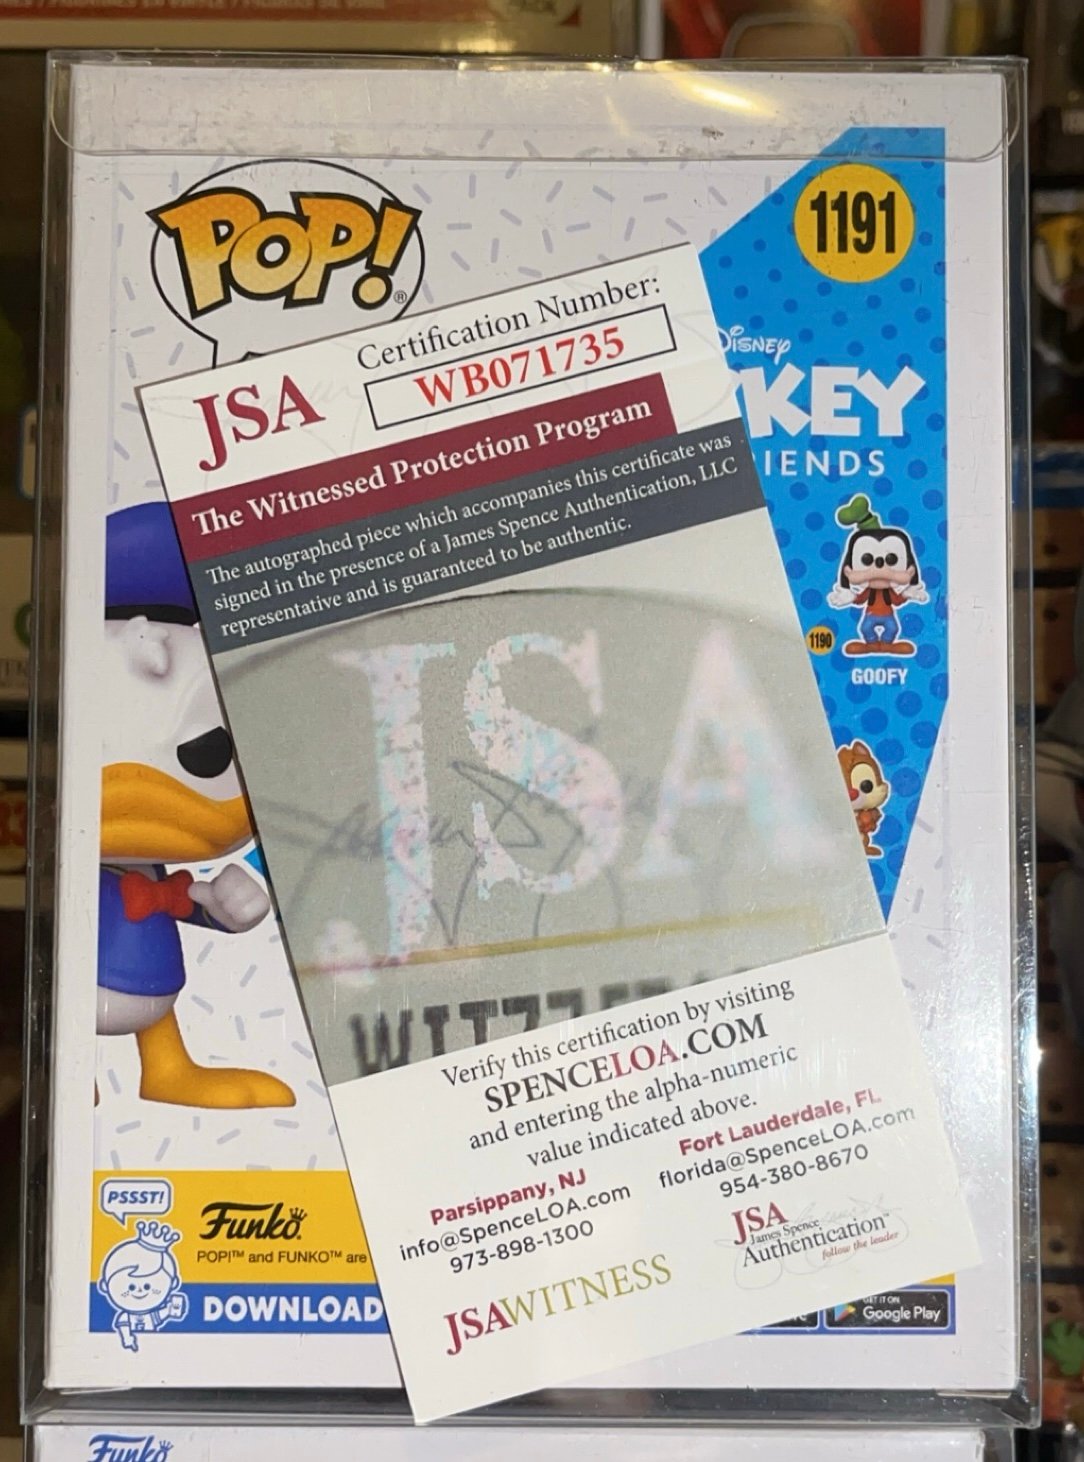 POP!®
1191
Disney
KEY
IENDS
1190
GOOFY
JSA
Certification Number:
WB071735
The Witnessed Protection Program
The autographed piece which accompanies this certificate was
signed in the presence of a James Spence Authentication, LLC
representative and is guaranteed to be authentic.
JSA
Verify this certification by visiting
SPENCELOA.COM
and entering the alpha-numeric
value indicated above.
Parsippany, NJ
info@SpenceLOA.com
973-898-1300
Fort Lauderdale, FL
florida@SpenceLOA.com
954-380-8670
JSAWITNESS
JSA
James Spence
Authentication™
follow the leader
PSSST!
Funko
POP!™ and FUNKO™ are
DOWNLOAD
GET IT ON
Google Play
Funko